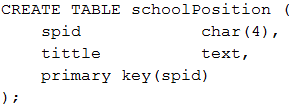 CREATE TABLE schoolPosition (
    spid            char(4),
    tittle          text,
    primary key(spid)
);